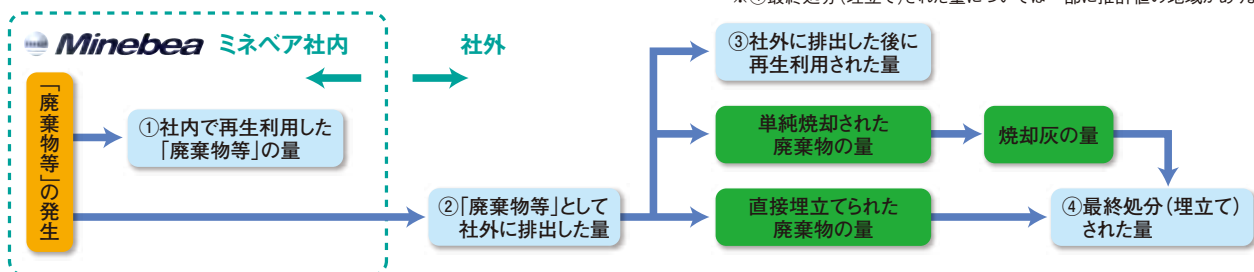 Minebea ミネベア社内
社外
「廃棄物等」の発生
①社内で再生利用した
「廃棄物等」の量
②「廃棄物等」として
社外に排出した量
③社外に排出した後に
再生利用された量
単純焼却された
廃棄物の量
焼却灰の量
直接埋立てられた
廃棄物の量
④最終処分(埋立て)
された量